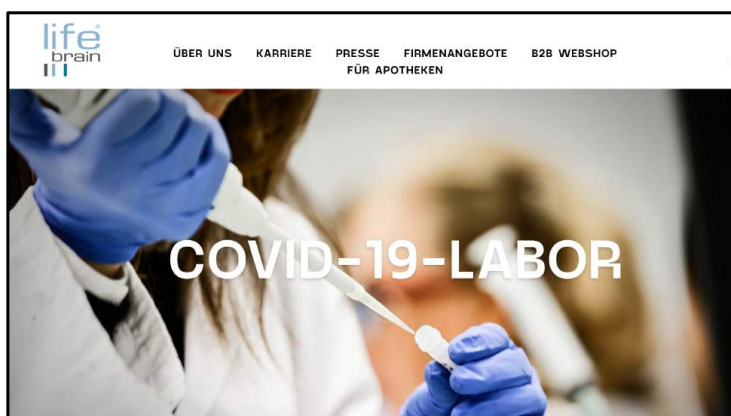 life
brain
ÜBER UNS KARRIERE PRESSE FIRMENANGEBOTE B2B WEBSHOP
FÜR APOTHEKEN
COVID-19-LABOR